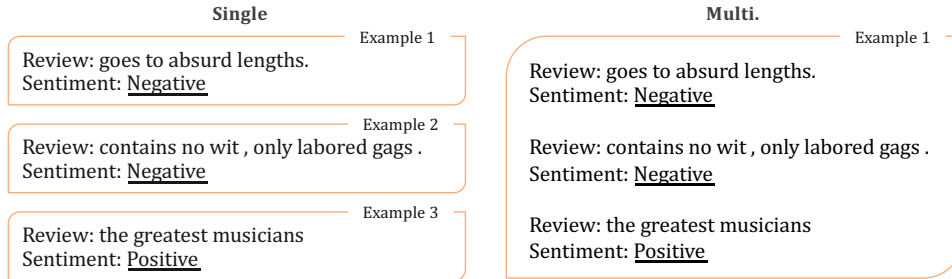 Single
Example 1
Review: goes to absurd lengths.
Sentiment: Negative
Example 2
Review: contains no wit , only labored gags .
Sentiment: Negative
Example 3
Review: the greatest musicians
Sentiment: Positive
Multi.
Example 1
Review: goes to absurd lengths.
Sentiment: Negative
Review: contains no wit , only labored gags .
Sentiment: Negative
Review: the greatest musicians
Sentiment: Positive